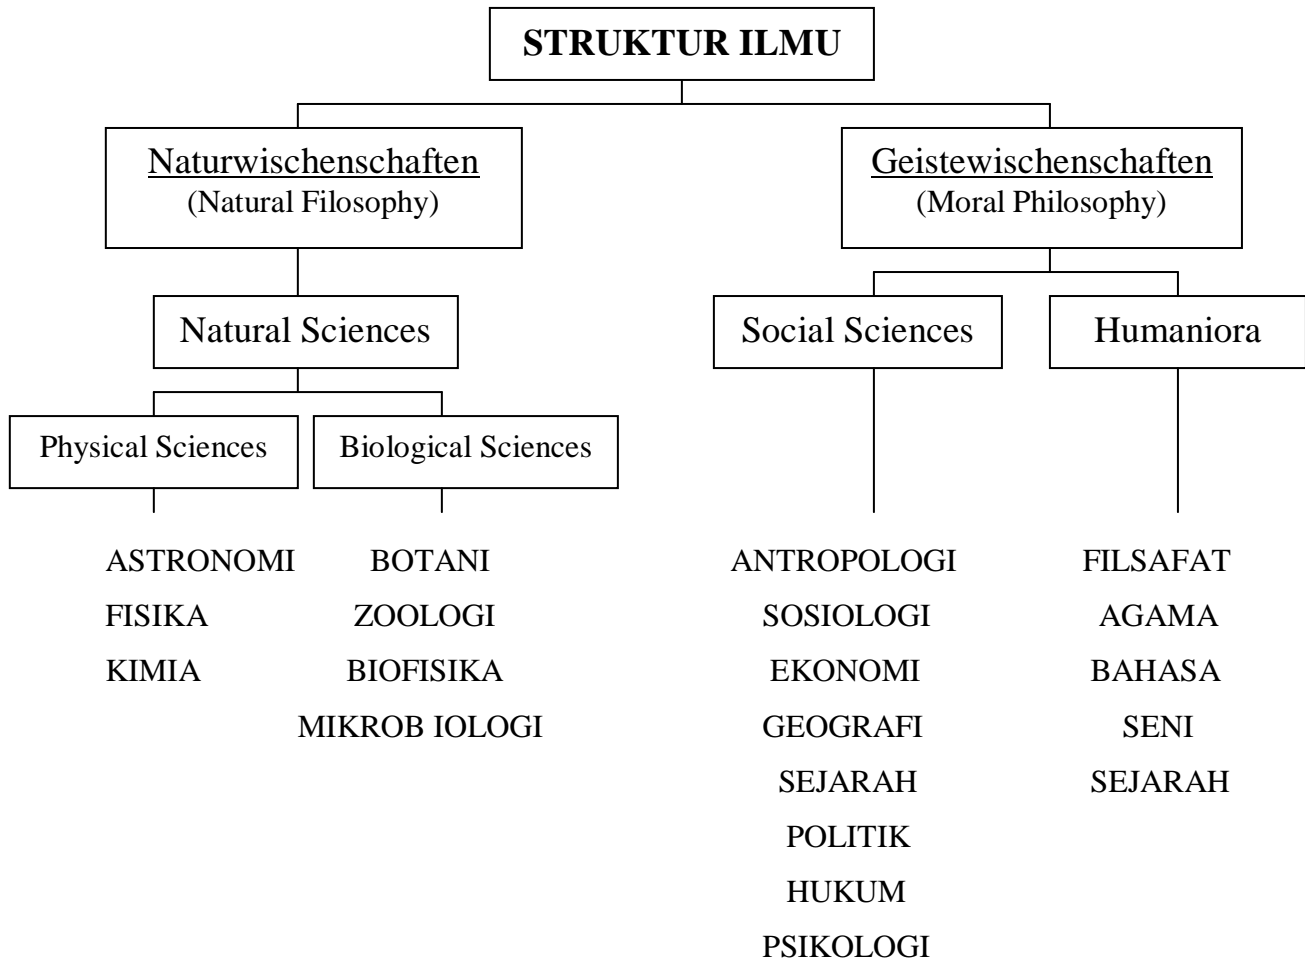 STRUKTUR ILMU
Naturwischenschaften
(Natural Filosophy)
Geistewischenschaften
(Moral Philosophy)
Natural Sciences
Social Sciences
Humaniora
Physical Sciences
Biological Sciences
ASTRONOMI
FISIKA
KIMIA
BOTANI
ZOOLOGI
BIOFISIKA
MIKROB IOLOGI
ANTROPOLOGI
SOSIOLOGI
EKONOMI
GEOGRAFI
SEJARAH
POLITIK
HUKUM
PSIKOLOGI
FILSAFAT
AGAMA
BAHASA
SENI
SEJARAH